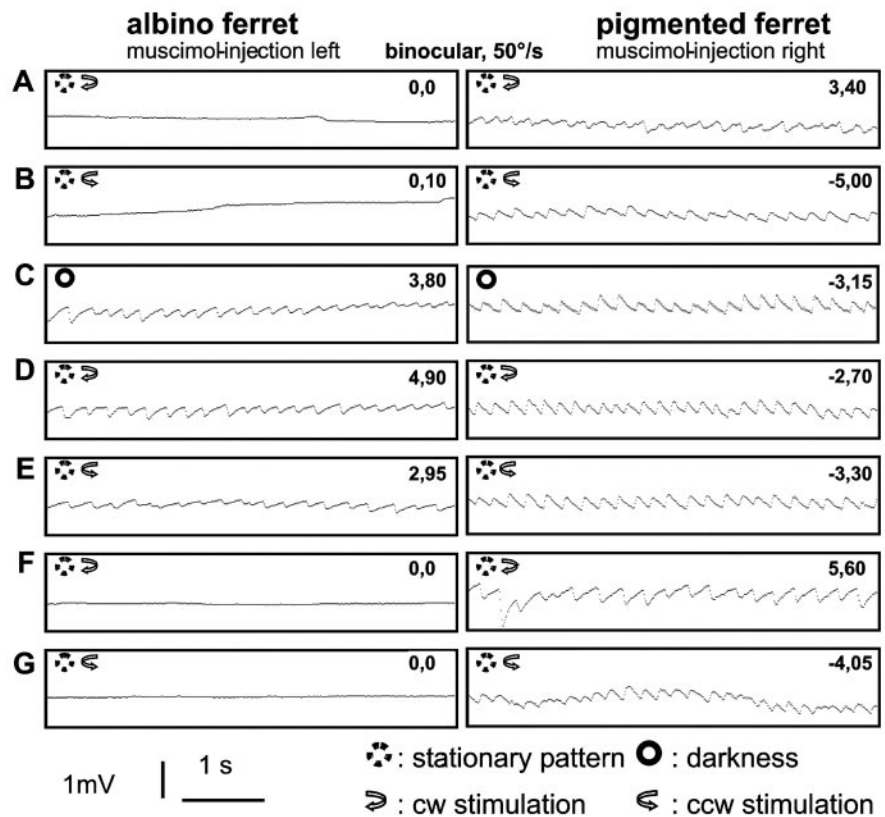 albino ferret
pigmented ferret
muscimol-injection left
binocular, 50°/s
muscimol-injection right
A
0,0
3,40
B
0,10
-5,00
C
3,80
-3,15
D
4,90
-2,70
E
2,95
-3,30
F
0,0
5,60
G
0,0
-4,05
1mV
1 s
: stationary pattern
: darkness
: cw stimulation
: ccw stimulation